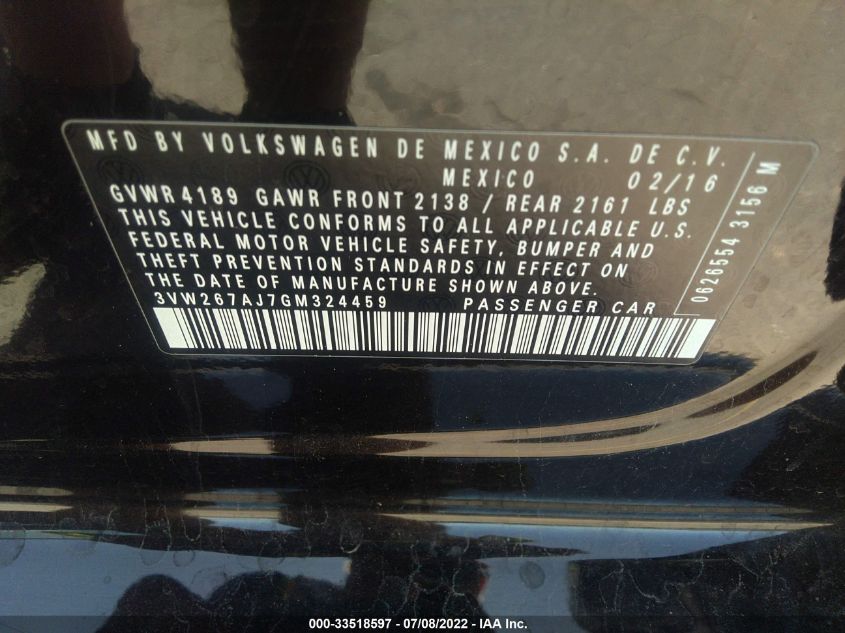 MFD BY VOLKSWAGEN DE MEXICO S.A. DE C.V.
MEXICO 02/16
GVWR 4189 GAWR FRONT 2138 / REAR 2161 LBS
THIS VEHICLE CONFORMS TO ALL APPLICABLE U.S.
FEDERAL MOTOR VEHICLE SAFETY, BUMPER AND
THEFT PREVENTION STANDARDS IN EFFECT ON
THE DATE OF MANUFACTURE SHOWN ABOVE.
3VW267AJ7GM324459 PASSENGER CAR
0626554 3156 M
000-33518597 - 07/08/2022 - IAA Inc.